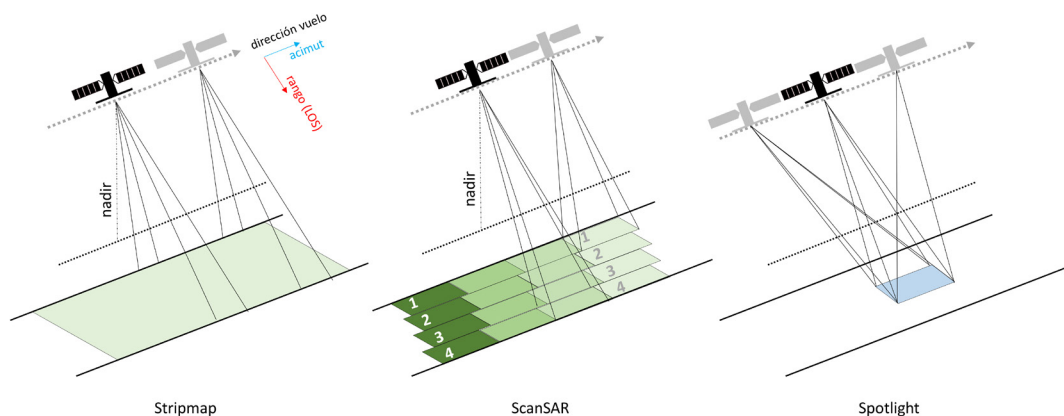 dirección vuelo
acimut
rango (LOS)
nadir
nadir
1
2
3
4
1
2
3
4
Stripmap
ScanSAR
Spotlight